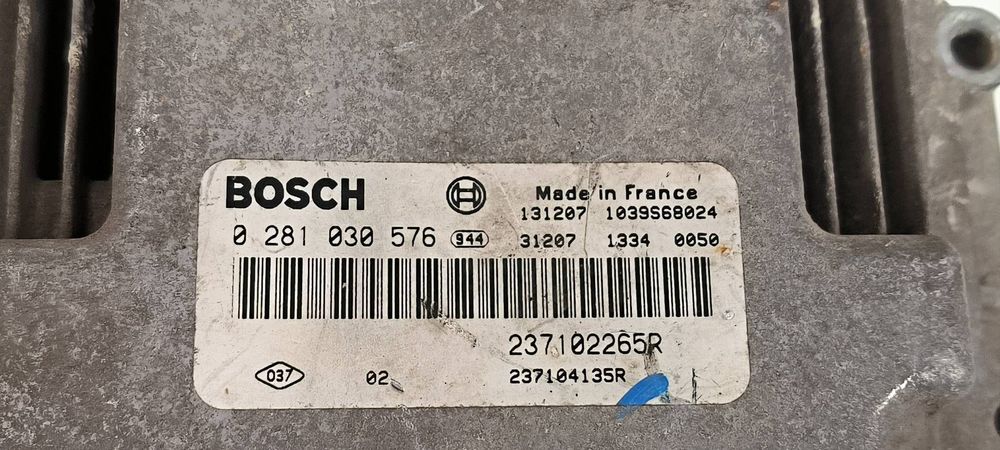 BOSCH
Made in France
131207 1039S68024
0 281 030 576 944 31207 1334 0050
237102265R
037 02 237104135R